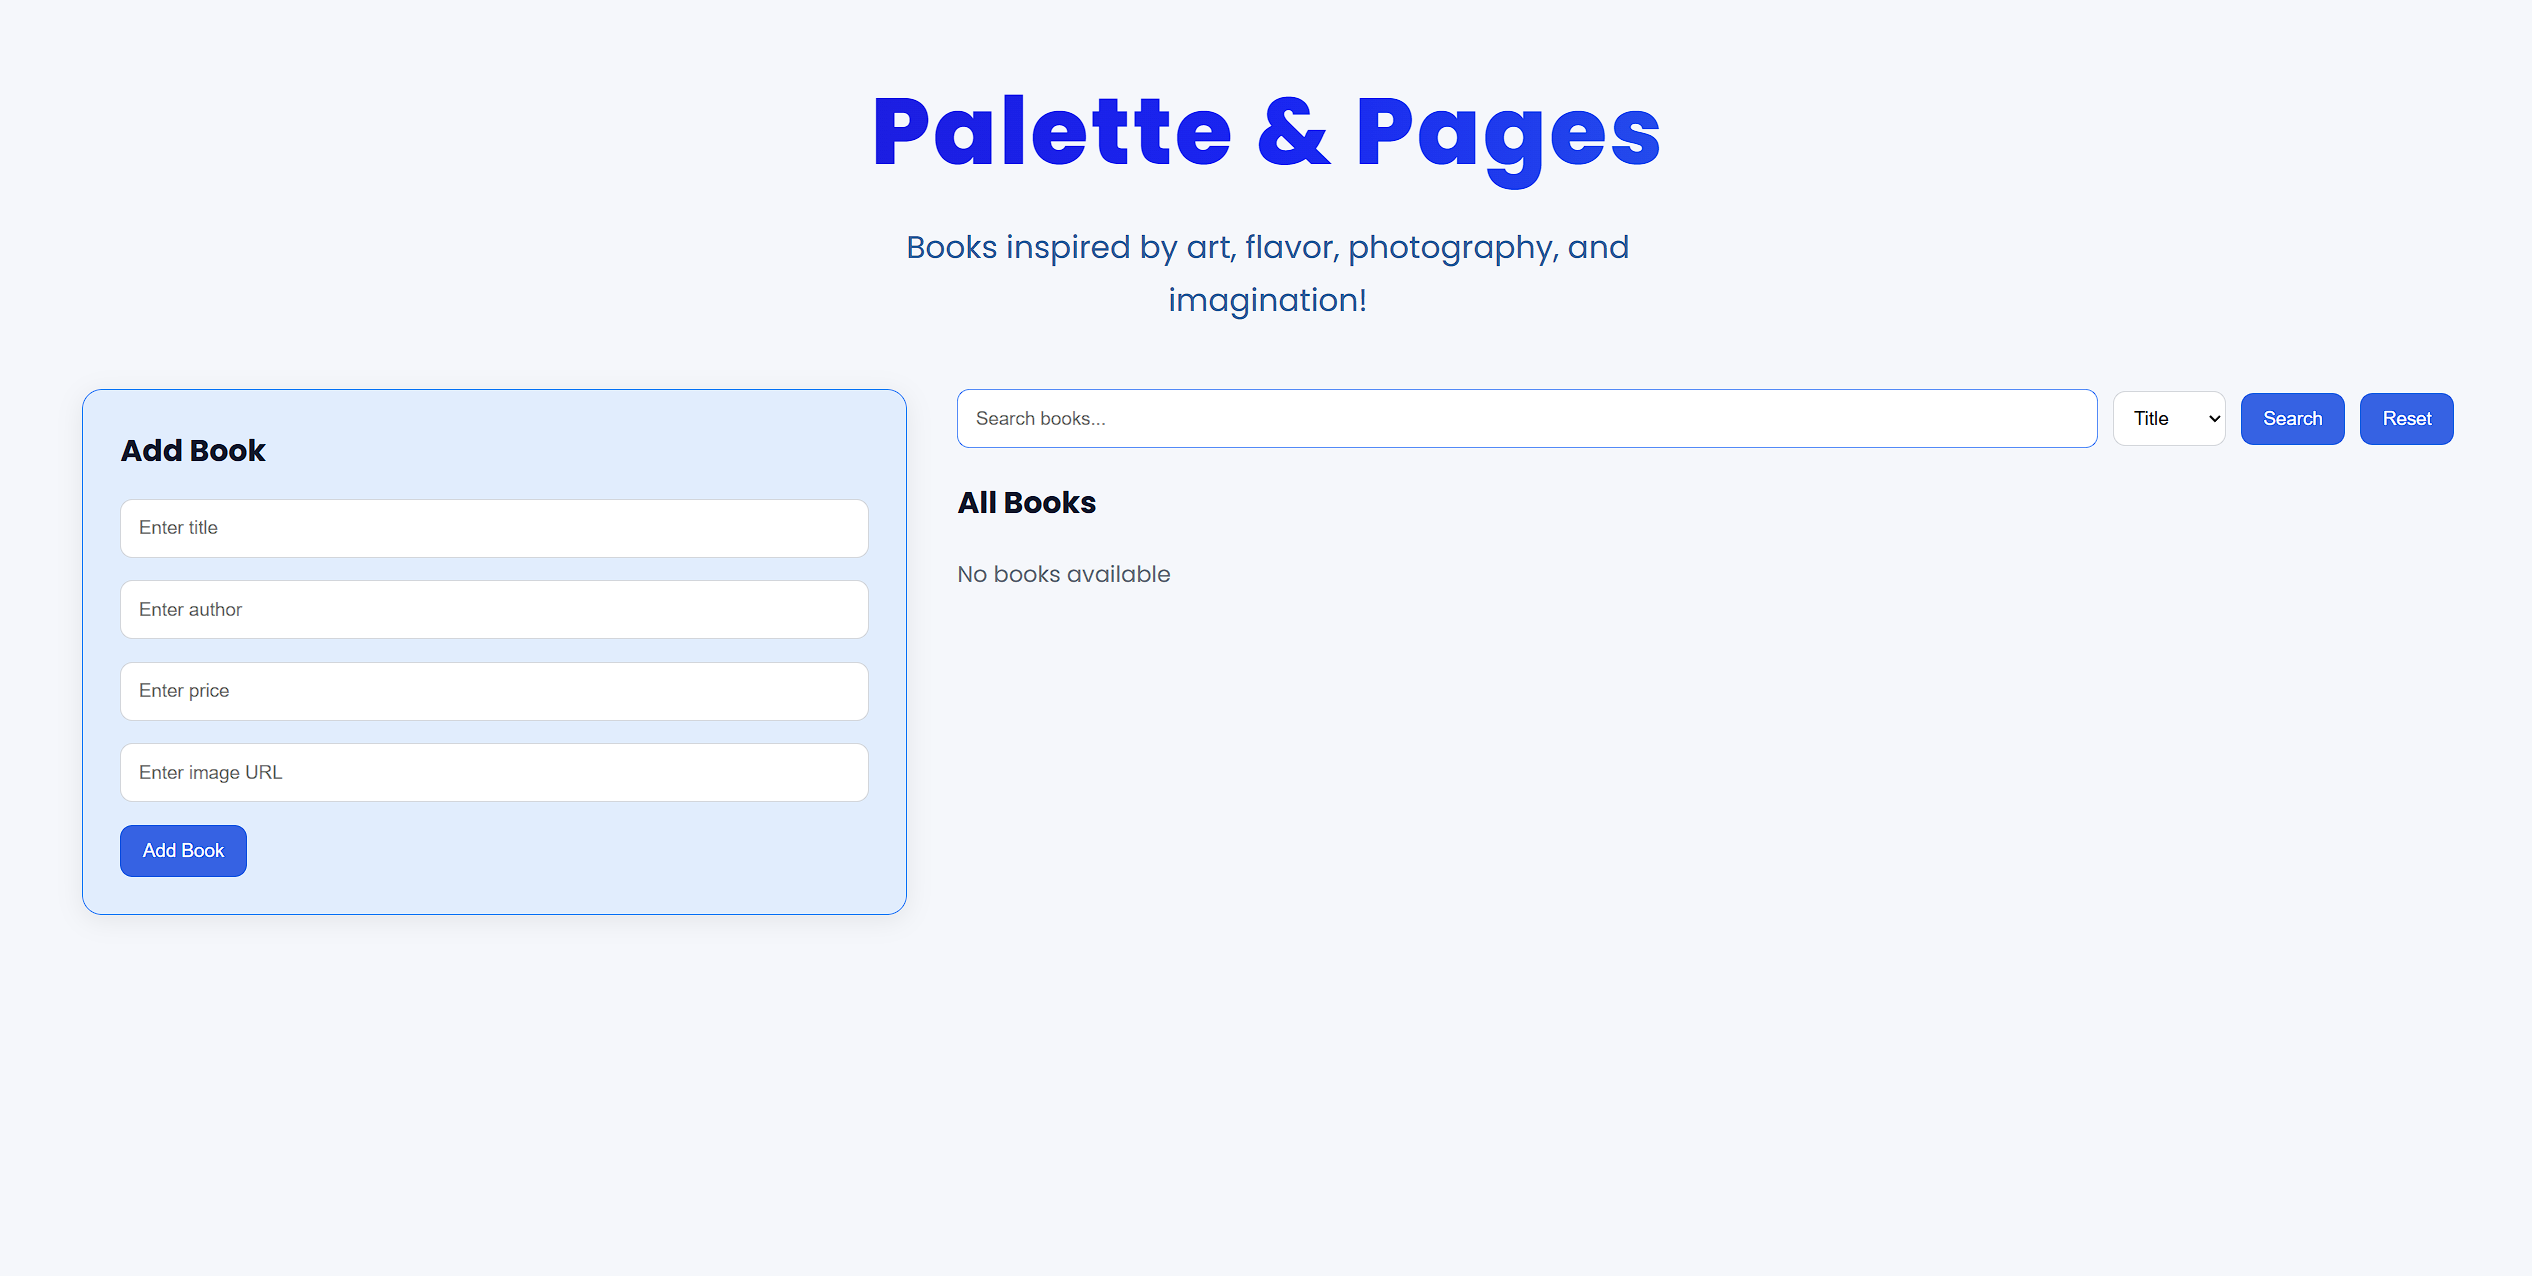 Palette & Pages
Books inspired by art, flavor, photography, and
imagination!
Add Book
Enter title
Enter author
Enter price
Enter image URL
Add Book
Search books...
Title
Search
Reset
All Books
No books available